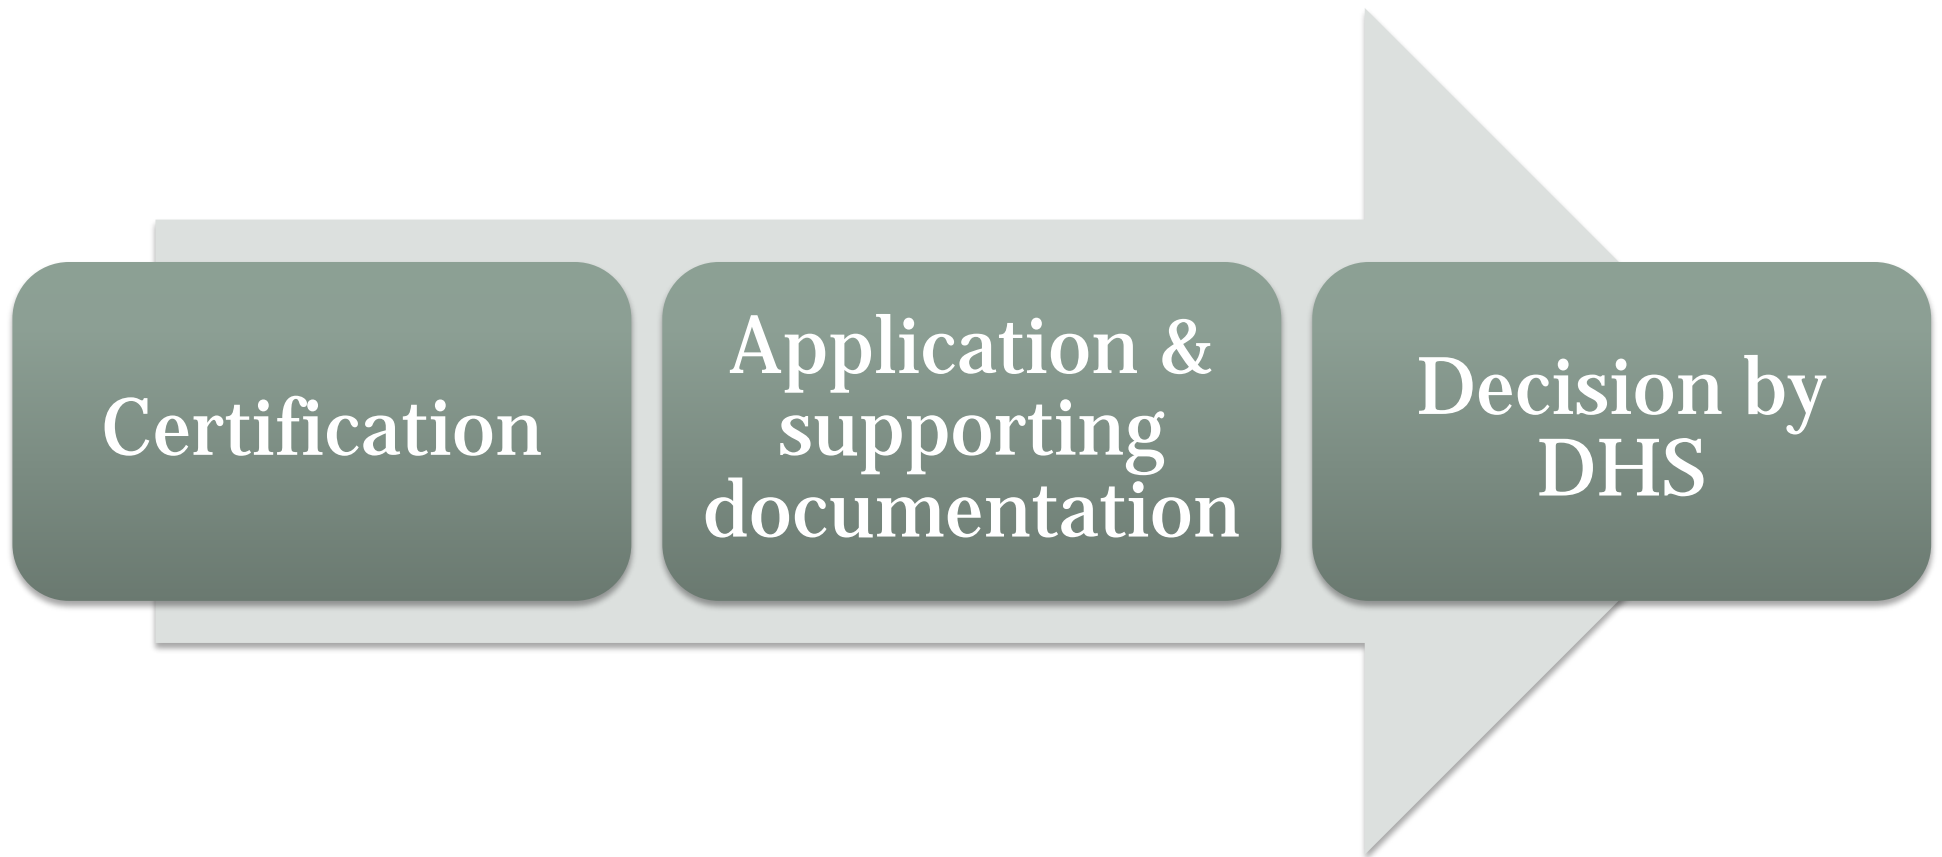 Certification
Application &
supporting
documentation
Decision by
DHS